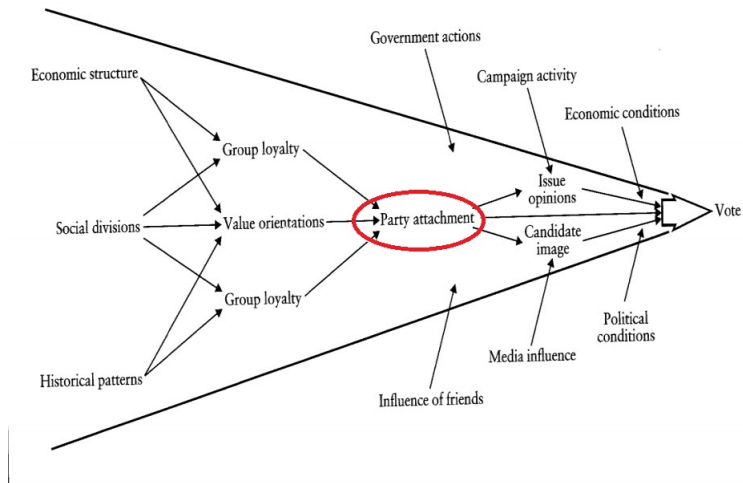 Government actions
Economic structure
Campaign activity
Economic conditions
Group loyalty
Issue
opinions
Social divisions
Value orientations
Party attachment
Vote
Candidate
image
Group loyalty
Political
conditions
Media influence
Historical patterns
Influence of friends